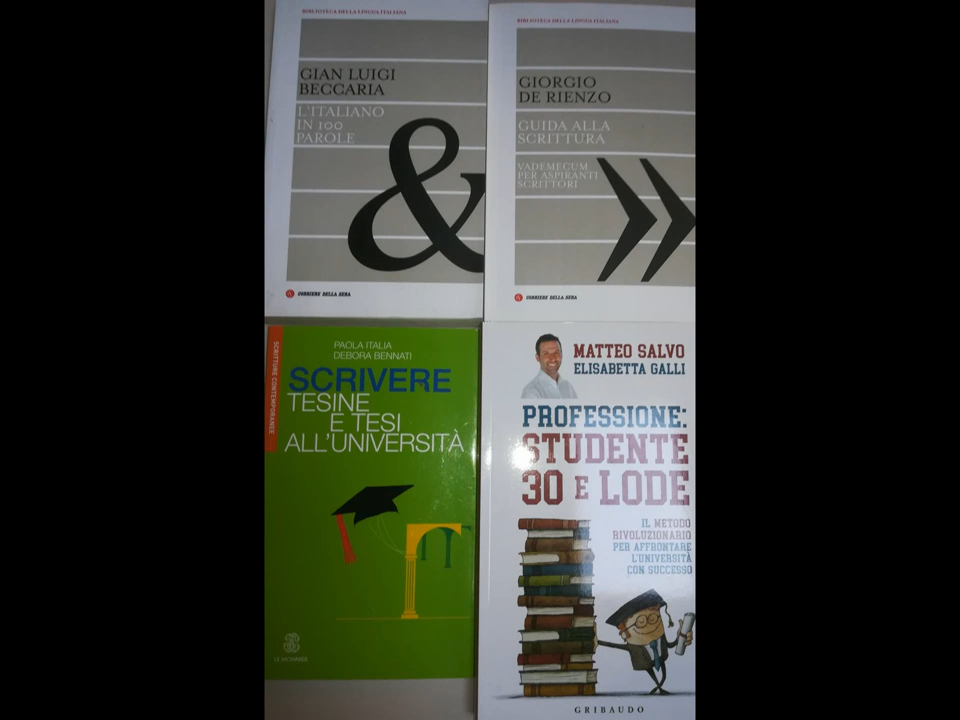 BIBLIOTECA DELLA LINGUA ITALIANA
GIAN LUIGI
BECCARIA
L'ITALIANO
IN 100
PAROLE
&
CORRIERE DELLA SERA
BIBLIOTECA DELLA LINGUA ITALIANA
GIORGIO
DE RIENZO
GUIDA ALLA
SCRITTURA
VADEMECUM
PER ASPIRANTI
SCRITTORI
»
CORRIERE DELLA SERA
SCRITTURE CONTEMPORANEE
PAOLA ITALIA
DEBORA BENNATI
SCRIVERE
TESINE
E TESI
ALL'UNIVERSITÀ
LE MONNIER
MATTEO SALVO
ELISABETTA GALLI
PROFESSIONE:
STUDENTE
30 E LODE
IL METODO
RIVOLUZIONARIO
PER AFFRONTARE
L'UNIVERSITÀ
CON SUCCESSO
GRIBAUDO